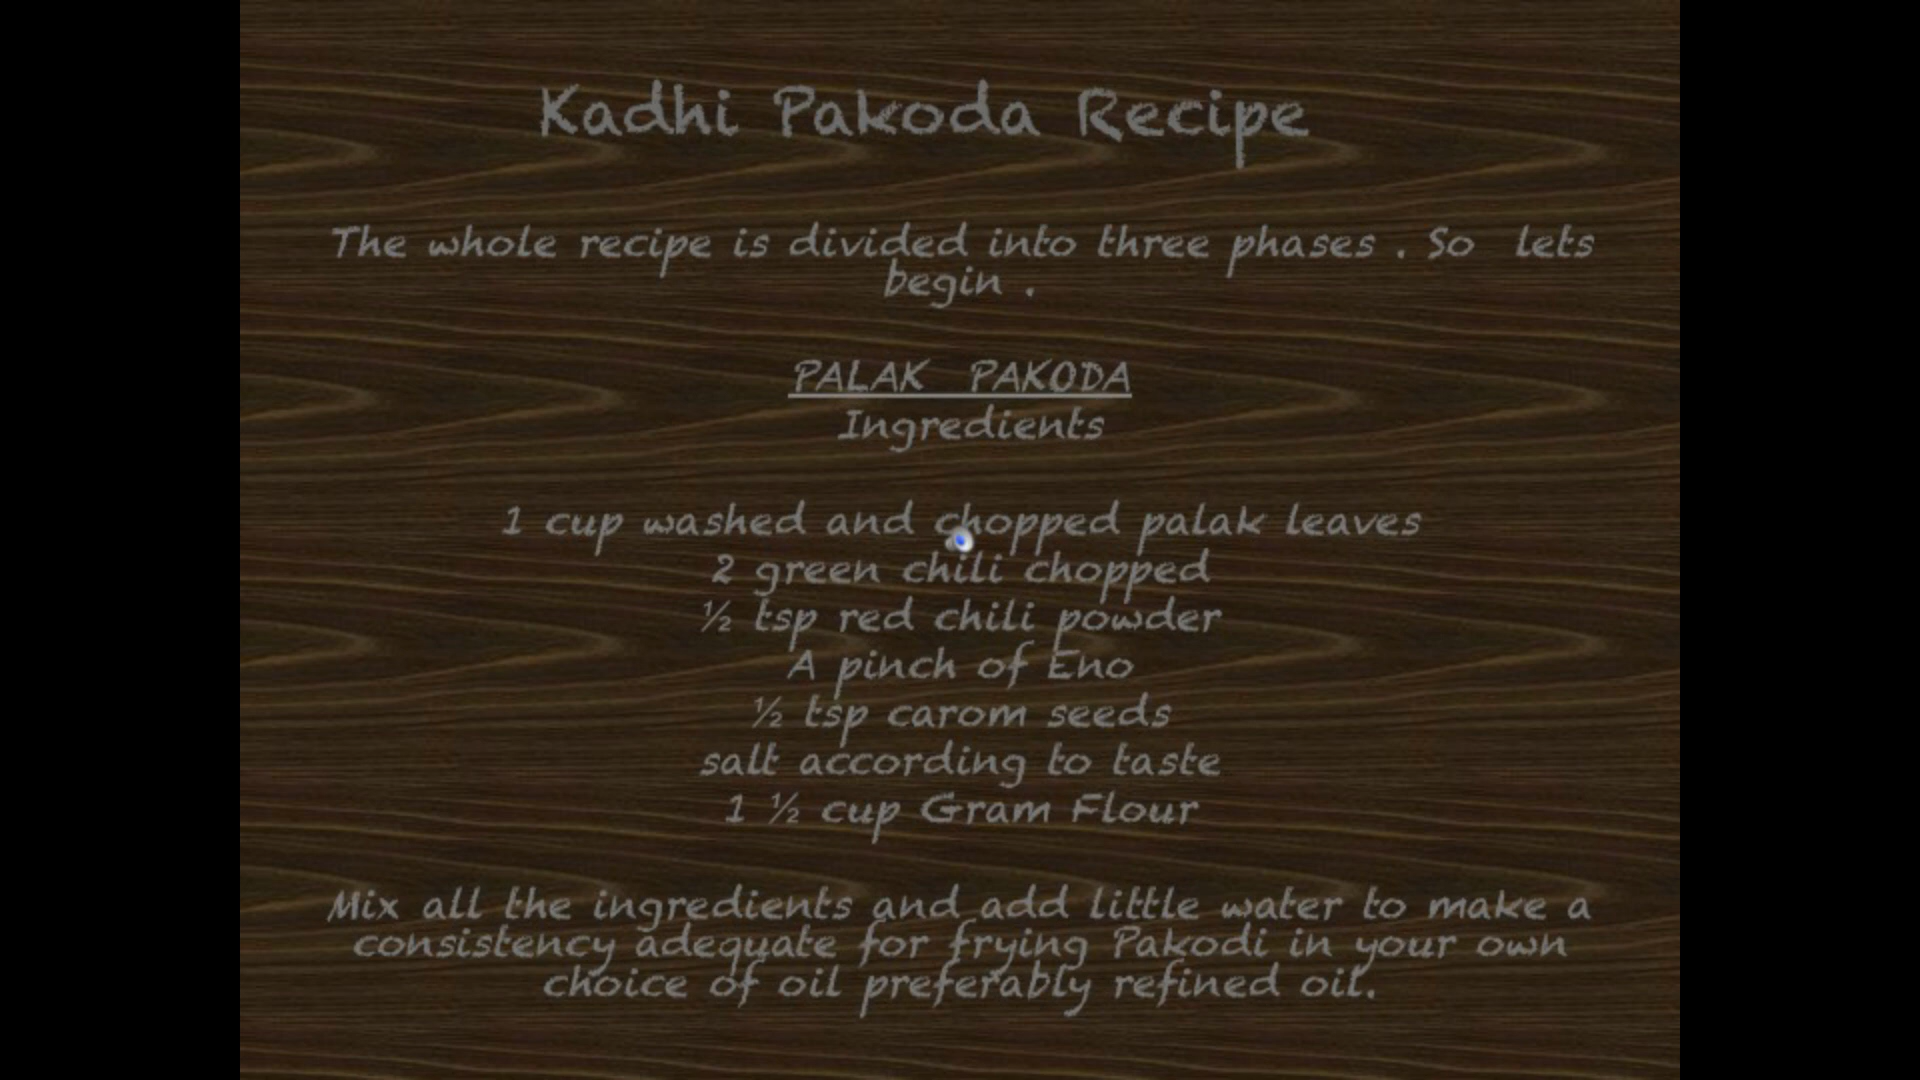 Kadhi Pakoda Recipe
The whole recipe is divided into three phases . So lets
begin .
PALAK PAKODA
Ingredients
1 cup washed and chopped palak leaves
2 green chili chopped
½ tsp red chili powder
A pinch of Eno
½ tsp carom seeds
salt according to taste
1 ½ cup Gram Flour
Mix all the ingredients and add little water to make a
consistency adequate for frying Pakodi in your own
choice of oil preferably refined oil.